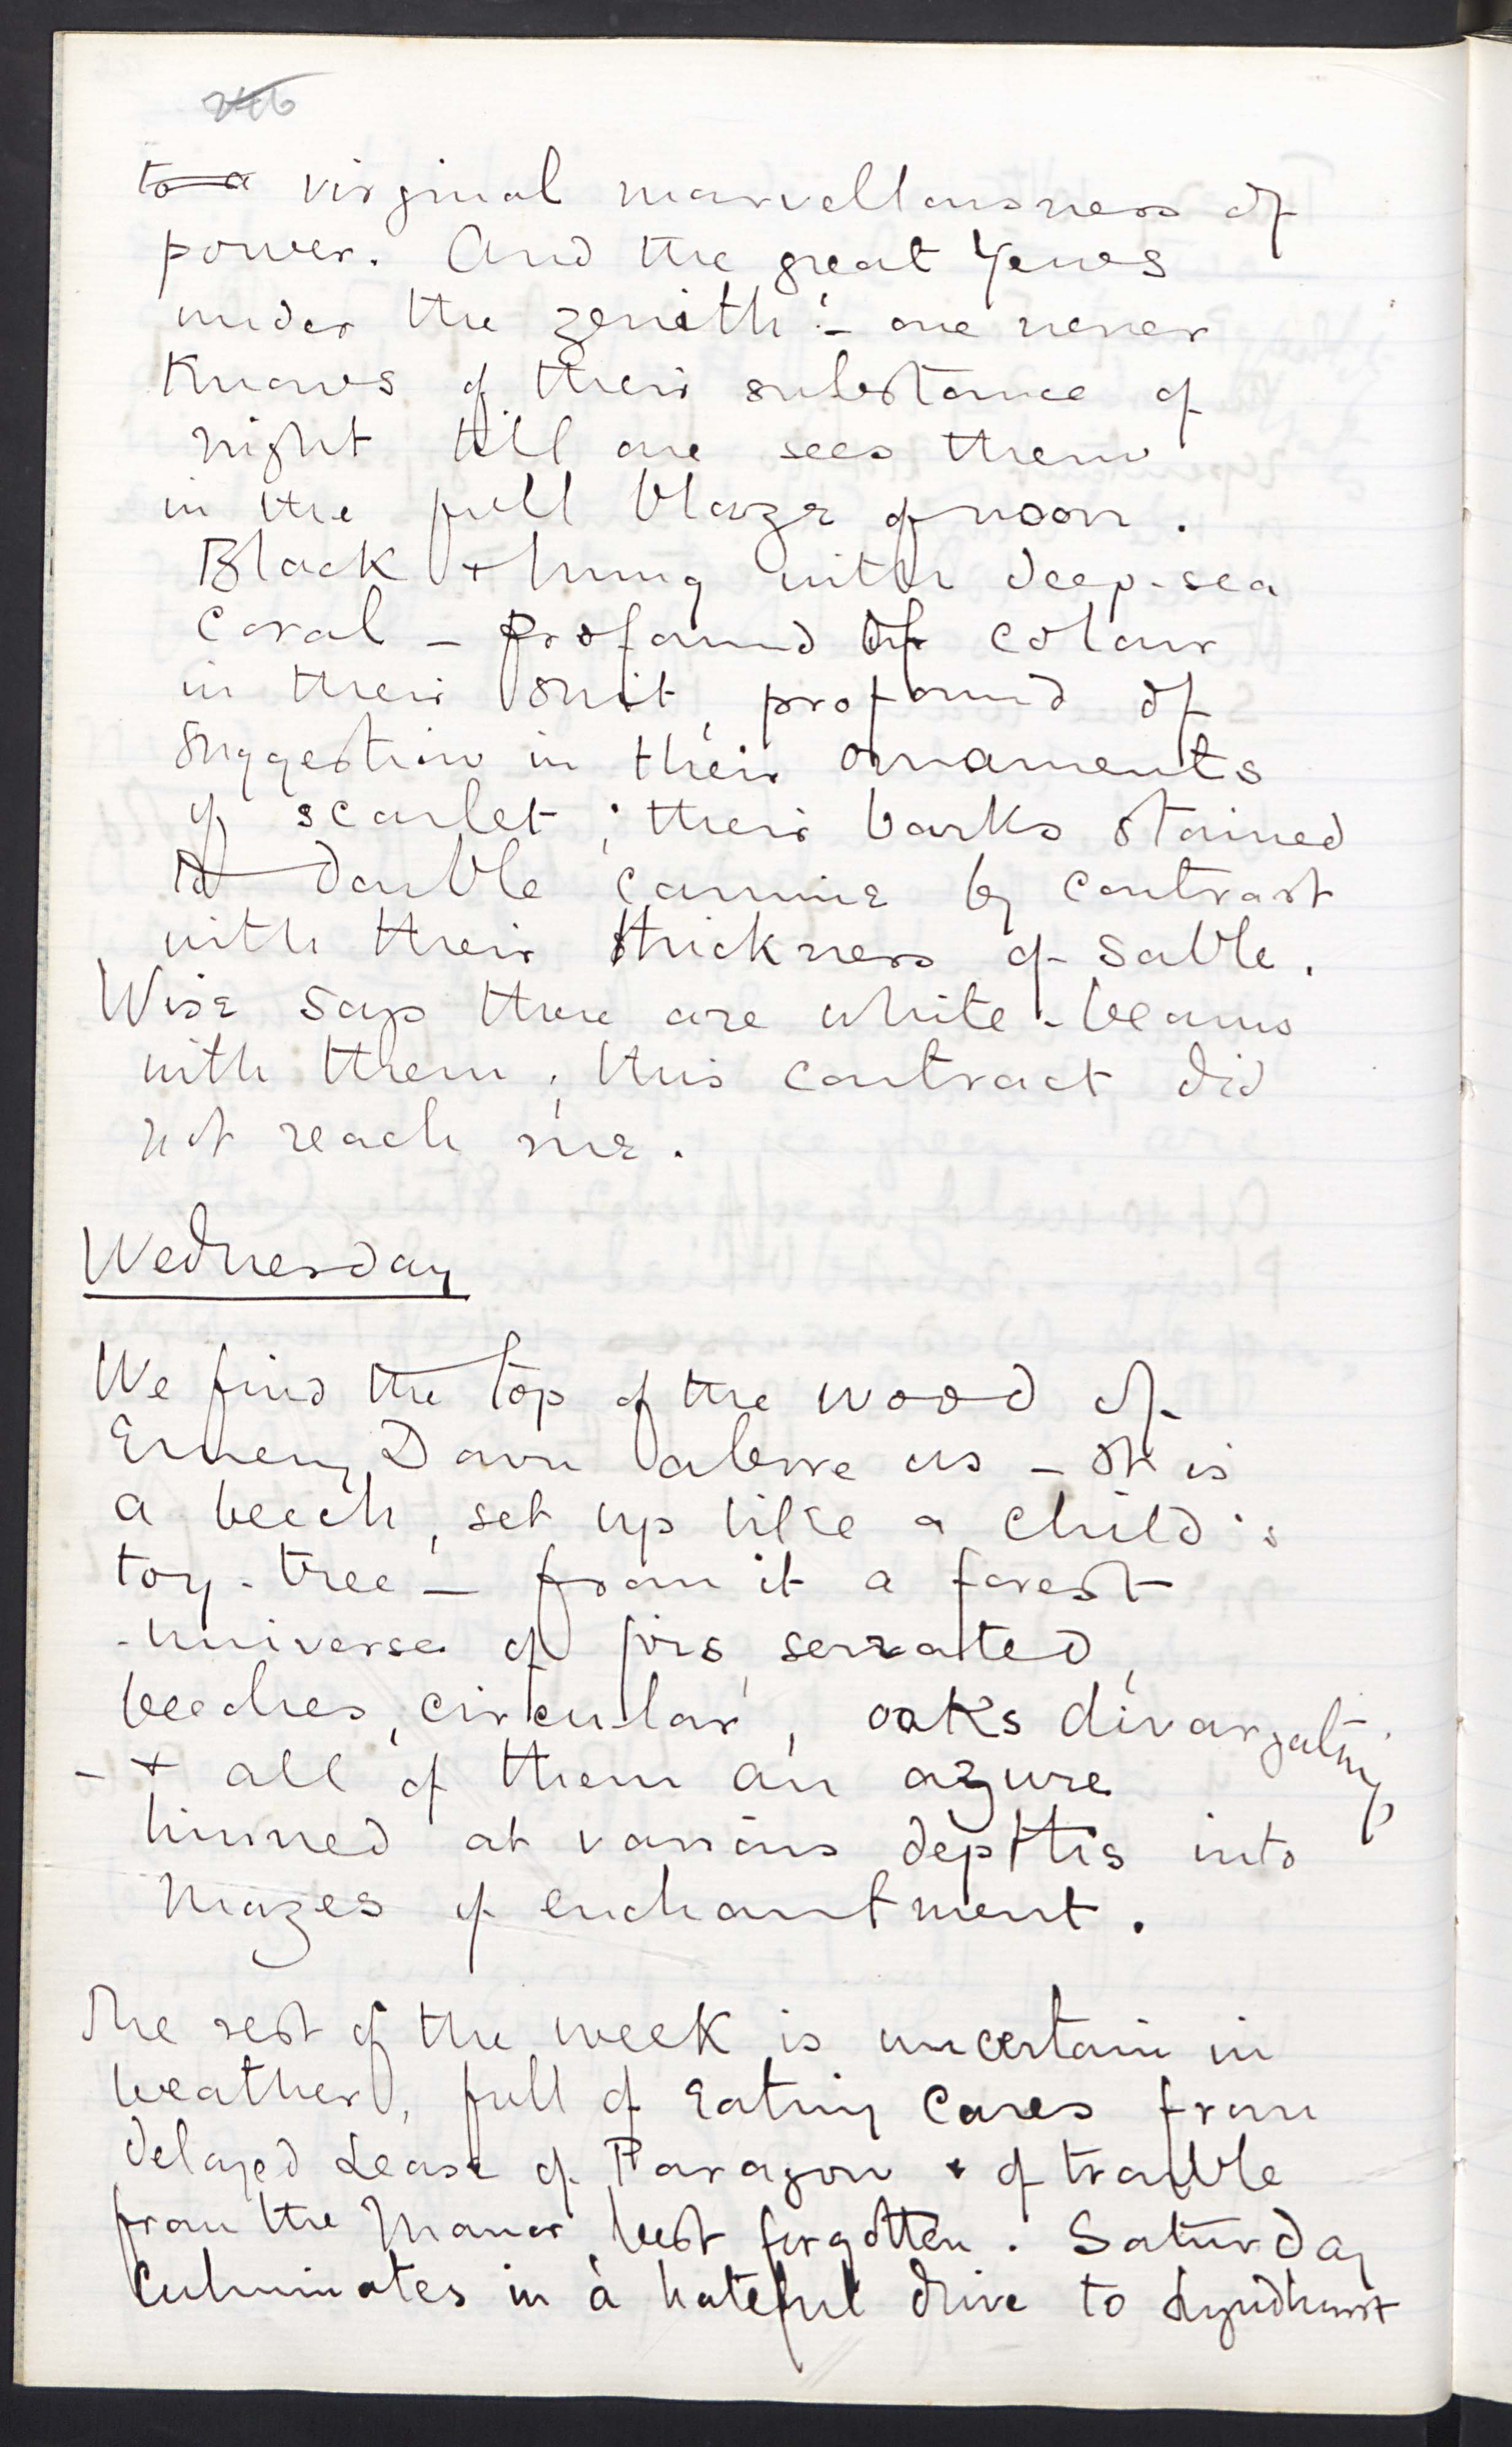 246
to a virginal marvellousness of
power. And the great Yews
under the zenith! – one never
knows of their substance of
night till one sees them
in the full blaze of noon.
Black + hung with deep-sea
coral – profound of colour
in their suit, profound of
suggestion in their ornaments
of scarlet; their barks stained
to double carmine by contrast
with their thickness of sable.
Wise says there are white-beams
with them; this contrast did
not reach me.
Wednesday
We find the top of the wood of
Emery Down above us – It is
a beech, set up like a child's
toy-tree – from it a forest
-universe of firs, serrated,
beeches, circular, oaks divargating
– + all of them an azure
hinned at various depths into
mazes of enchantment.
The rest of the week is uncertain in
weather, full of eating cares from
delayed Lease of Paragon + of trouble
from the Manor, best forgotten. Saturday
culminates in a hateful drive to Lyndhurst